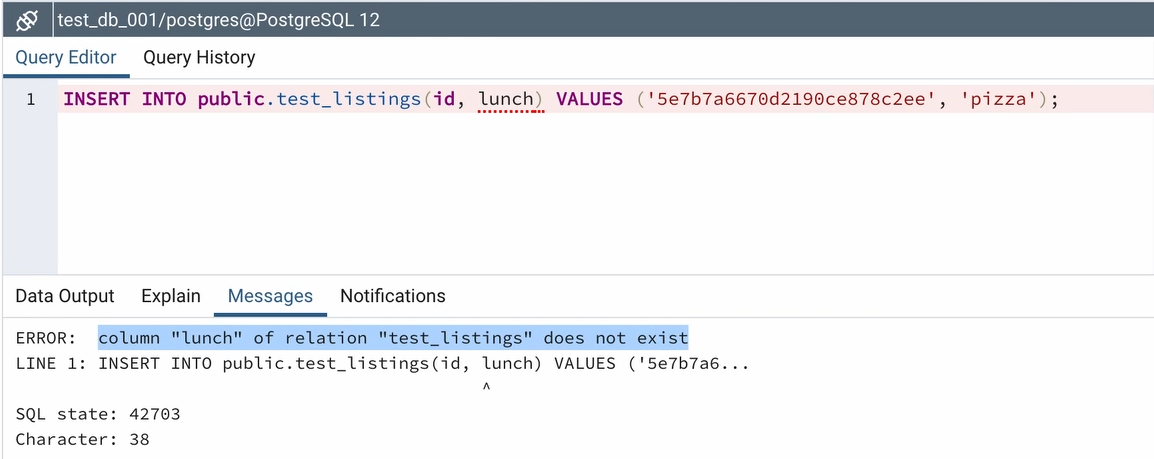 test_db_001/postgres@PostgreSQL 12
Query Editor Query History
1 INSERT INTO public.test_listings(id, lunch) VALUES ('5e7b7a6670d2190ce878c2ee', 'pizza');
Data Output Explain Messages Notifications
ERROR: column "lunch" of relation "test_listings" does not exist
LINE 1: INSERT INTO public.test_listings(id, lunch) VALUES ('5e7b7a6...
^
SQL state: 42703
Character: 38